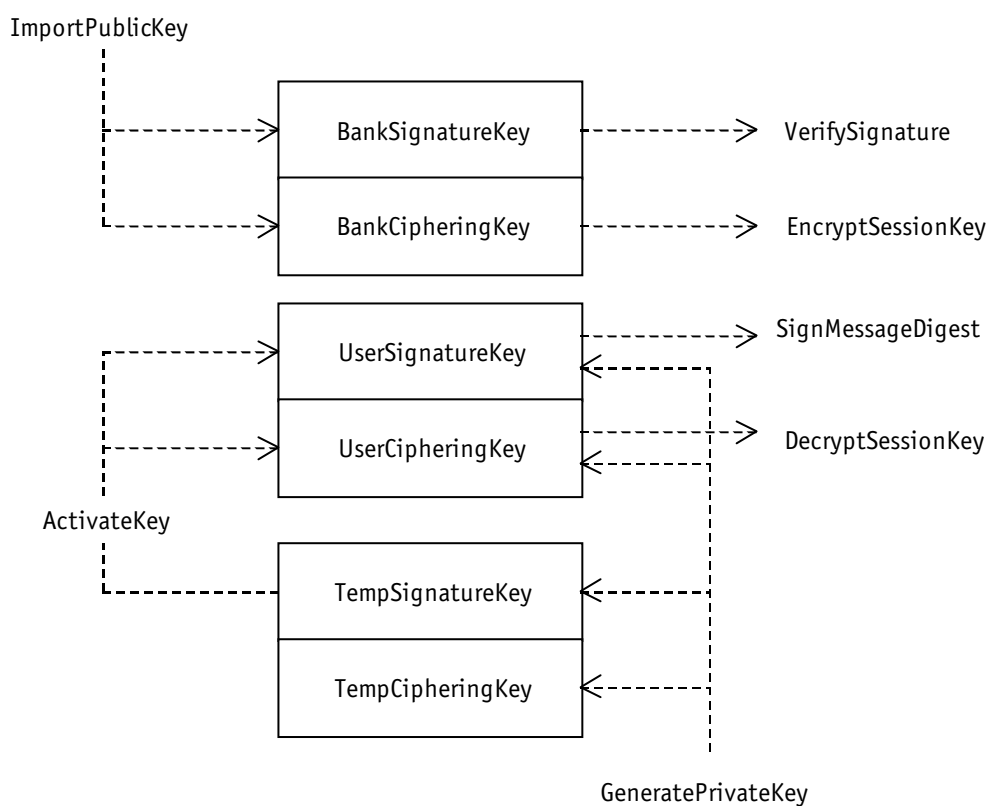 ImportPublicKey
BankSignatureKey
VerifySignature
BankCipheringKey
EncryptSessionKey
SignMessageDigest
UserSignatureKey
UserCipheringKey
DecryptSessionKey
ActivateKey
TempSignatureKey
TempCipheringKey
GeneratePrivateKey